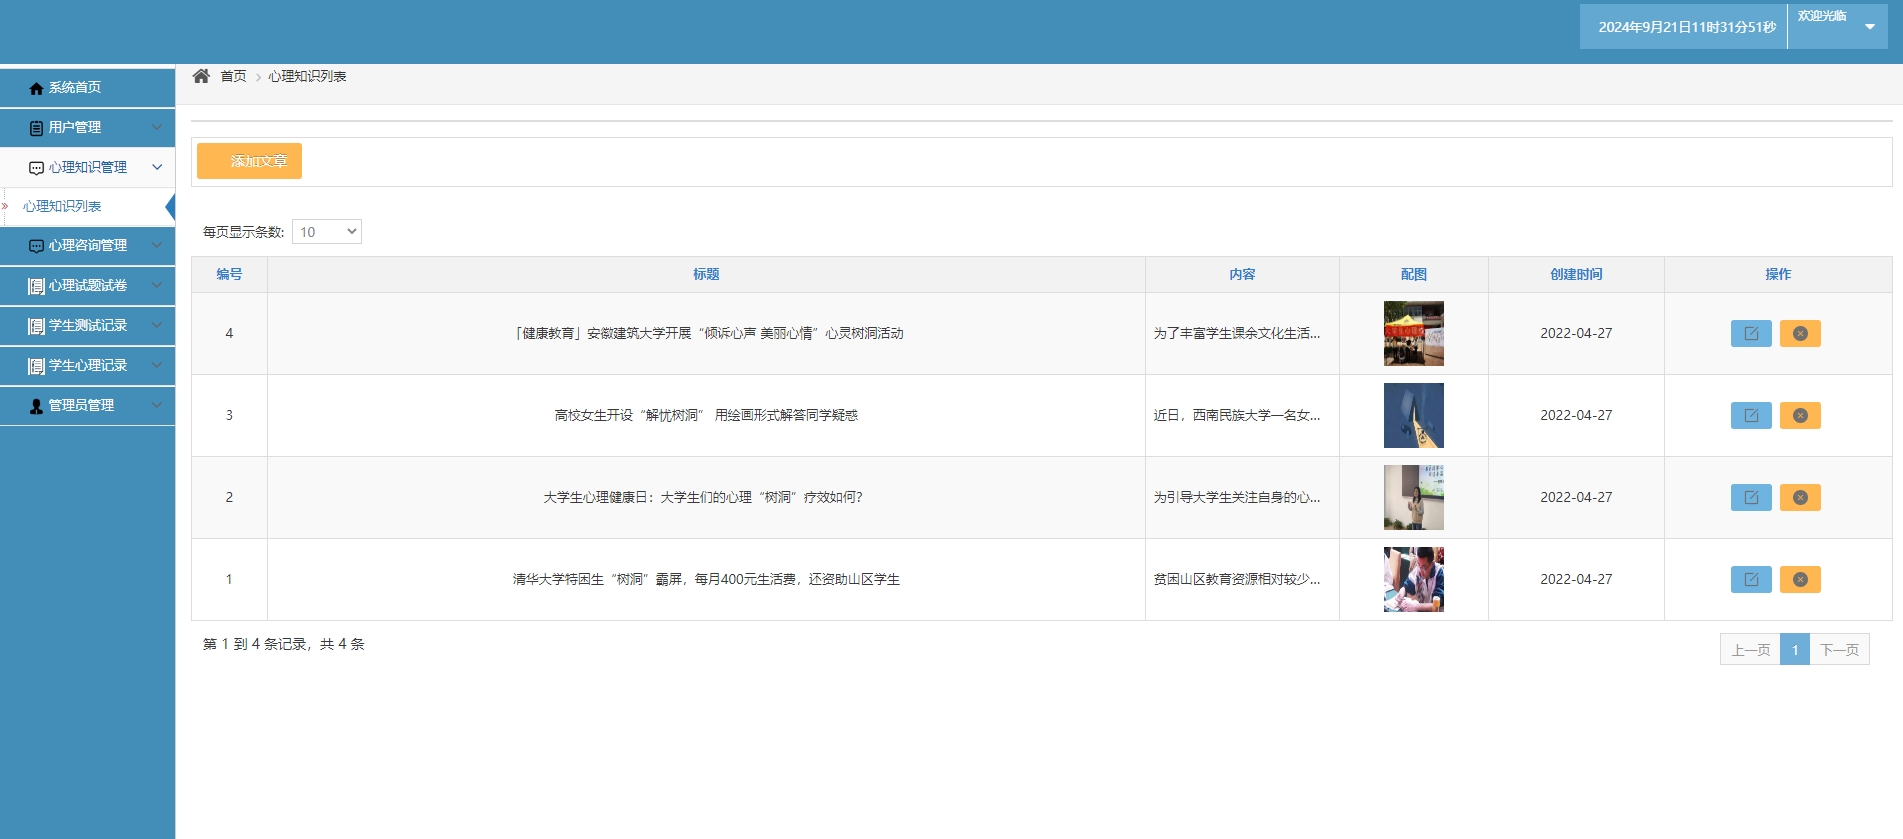 2024年9月21日11时31分51秒
欢迎光临
系统首页
用户管理
心理知识管理
心理知识列表
心理咨询管理
心理试题试卷
学生测试记录
学生心理记录
管理员管理
首页 心理知识列表
添加文章
每页显示条数: 10
编号 标题 内容 配图 创建时间 操作
4 「健康教育」安徽建筑大学开展“倾诉心声 美丽心情”心灵树洞活动 为了丰富学生课余文化生活... 2022-04-27
3 高校女生开设“解忧树洞” 用绘画形式解答同学疑惑 近日，西南民族大学一名女... 2022-04-27
2 大学生心理健康日：大学生们的心理“树洞”疗效如何？ 为引导大学生关注自身的心... 2022-04-27
1 清华大学特困生“树洞”霸屏，每月400元生活费，还资助山区学生 贫困山区教育资源相对较少... 2022-04-27
第 1 到 4 条记录，共 4 条
上一页 1 下一页